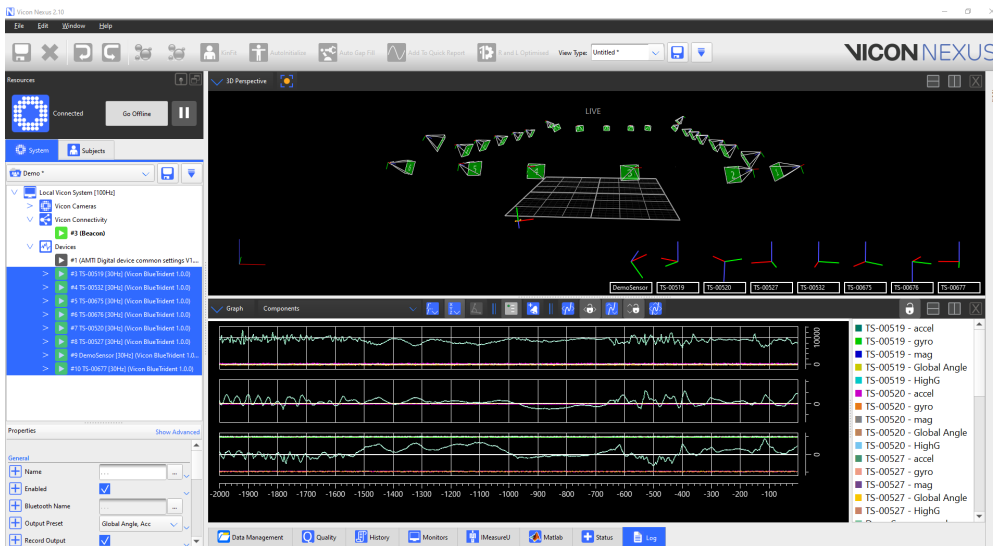 Vicon Nexus 2.10
File Edit Window Help
KinFit Autoinitialise Auto Gap Fill Add To Quick Report R and L Optimised View Type: Untitled *
VICON NEXUS
Resources
Connected Go Offline
System Subjects
Demo *
Local Vicon System [100Hz]
Vicon Cameras
Vicon Connectivity
#3 (Beacon)
Devices
#1 (AMTI Digital device common settings V1....
#3 TS-00519 [30Hz] (Vicon BlueTrident 1.0.0)
#4 TS-00532 [30Hz] (Vicon BlueTrident 1.0.0)
#5 TS-00675 [30Hz] (Vicon BlueTrident 1.0.0)
#6 TS-00676 [30Hz] (Vicon BlueTrident 1.0.0)
#7 TS-00520 [30Hz] (Vicon BlueTrident 1.0.0)
#8 TS-00527 [30Hz] (Vicon BlueTrident 1.0.0)
#9 DemoSensor [30Hz] (Vicon BlueTrident 1.0...
#10 TS-00677 [30Hz] (Vicon BlueTrident 1.0.0)
Properties Show Advanced
General
Name ... ...
Enabled
Bluetooth Name ... ...
Output Preset Global Angle, Acc
Record Output
3D Perspective
LIVE
2 3
DemoSensor TS-00519 TS-00520 TS-00527 TS-00532 TS-00675 TS-00676 TS-00677
Graph Components
10000
0
0
0
-2000 -1900 -1800 -1700 -1600 -1500 -1400 -1300 -1200 -1100 -1000 -900 -800 -700 -600 -500 -400 -300 -200 -100
TS-00519 - accel
TS-00519 - gyro
TS-00519 - mag
TS-00519 - Global Angle
TS-00519 - HighG
TS-00520 - accel
TS-00520 - gyro
TS-00520 - mag
TS-00520 - Global Angle
TS-00520 - HighG
TS-00527 - accel
TS-00527 - gyro
TS-00527 - mag
TS-00527 - Global Angle
TS-00527 - HighG
Data Management Quality History Monitors IMeasureU Matlab Status Log